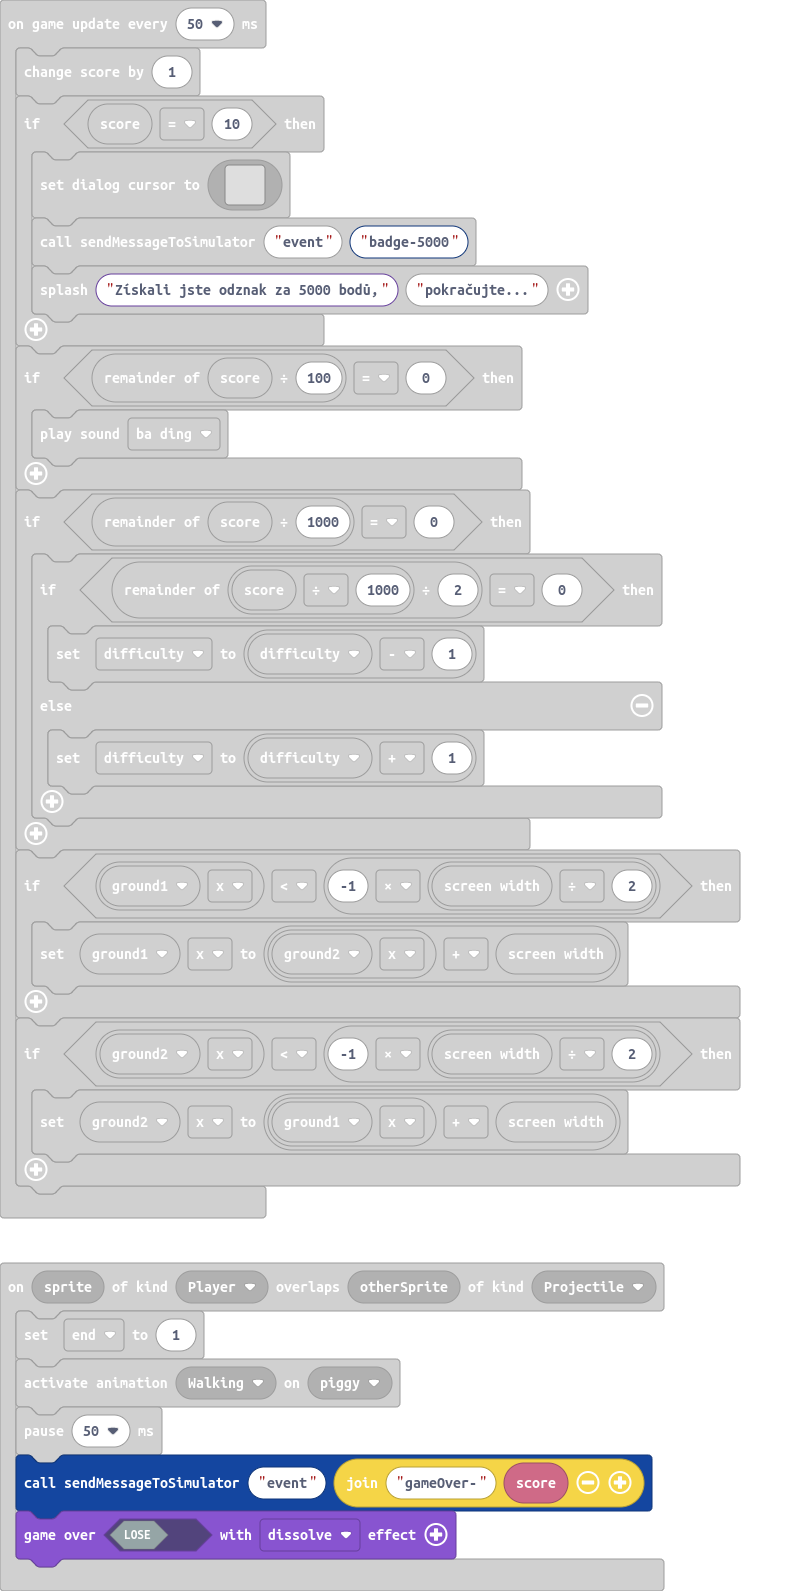 on game update every 50 ms
change score by 1
if score = 10 then
set dialog cursor to
call sendMessageToSimulator "event" "badge-5000"
splash "Získali jste odznak za 5000 bodů," "pokračujte..."
if remainder of score ÷ 100 = 0 then
play sound ba ding
if remainder of score ÷ 1000 = 0 then
if remainder of score ÷ 1000 ÷ 2 = 0 then
set difficulty to difficulty - 1
else
set difficulty to difficulty + 1
if ground1 x < -1 × screen width ÷ 2 then
set ground1 x to ground2 x + screen width
if ground2 x < -1 × screen width ÷ 2 then
set ground2 x to ground1 x + screen width
on sprite of kind Player overlaps otherSprite of kind Projectile
set end to 1
activate animation Walking on piggy
pause 50 ms
call sendMessageToSimulator "event" join "gameOver-" score
game over LOSE with dissolve effect